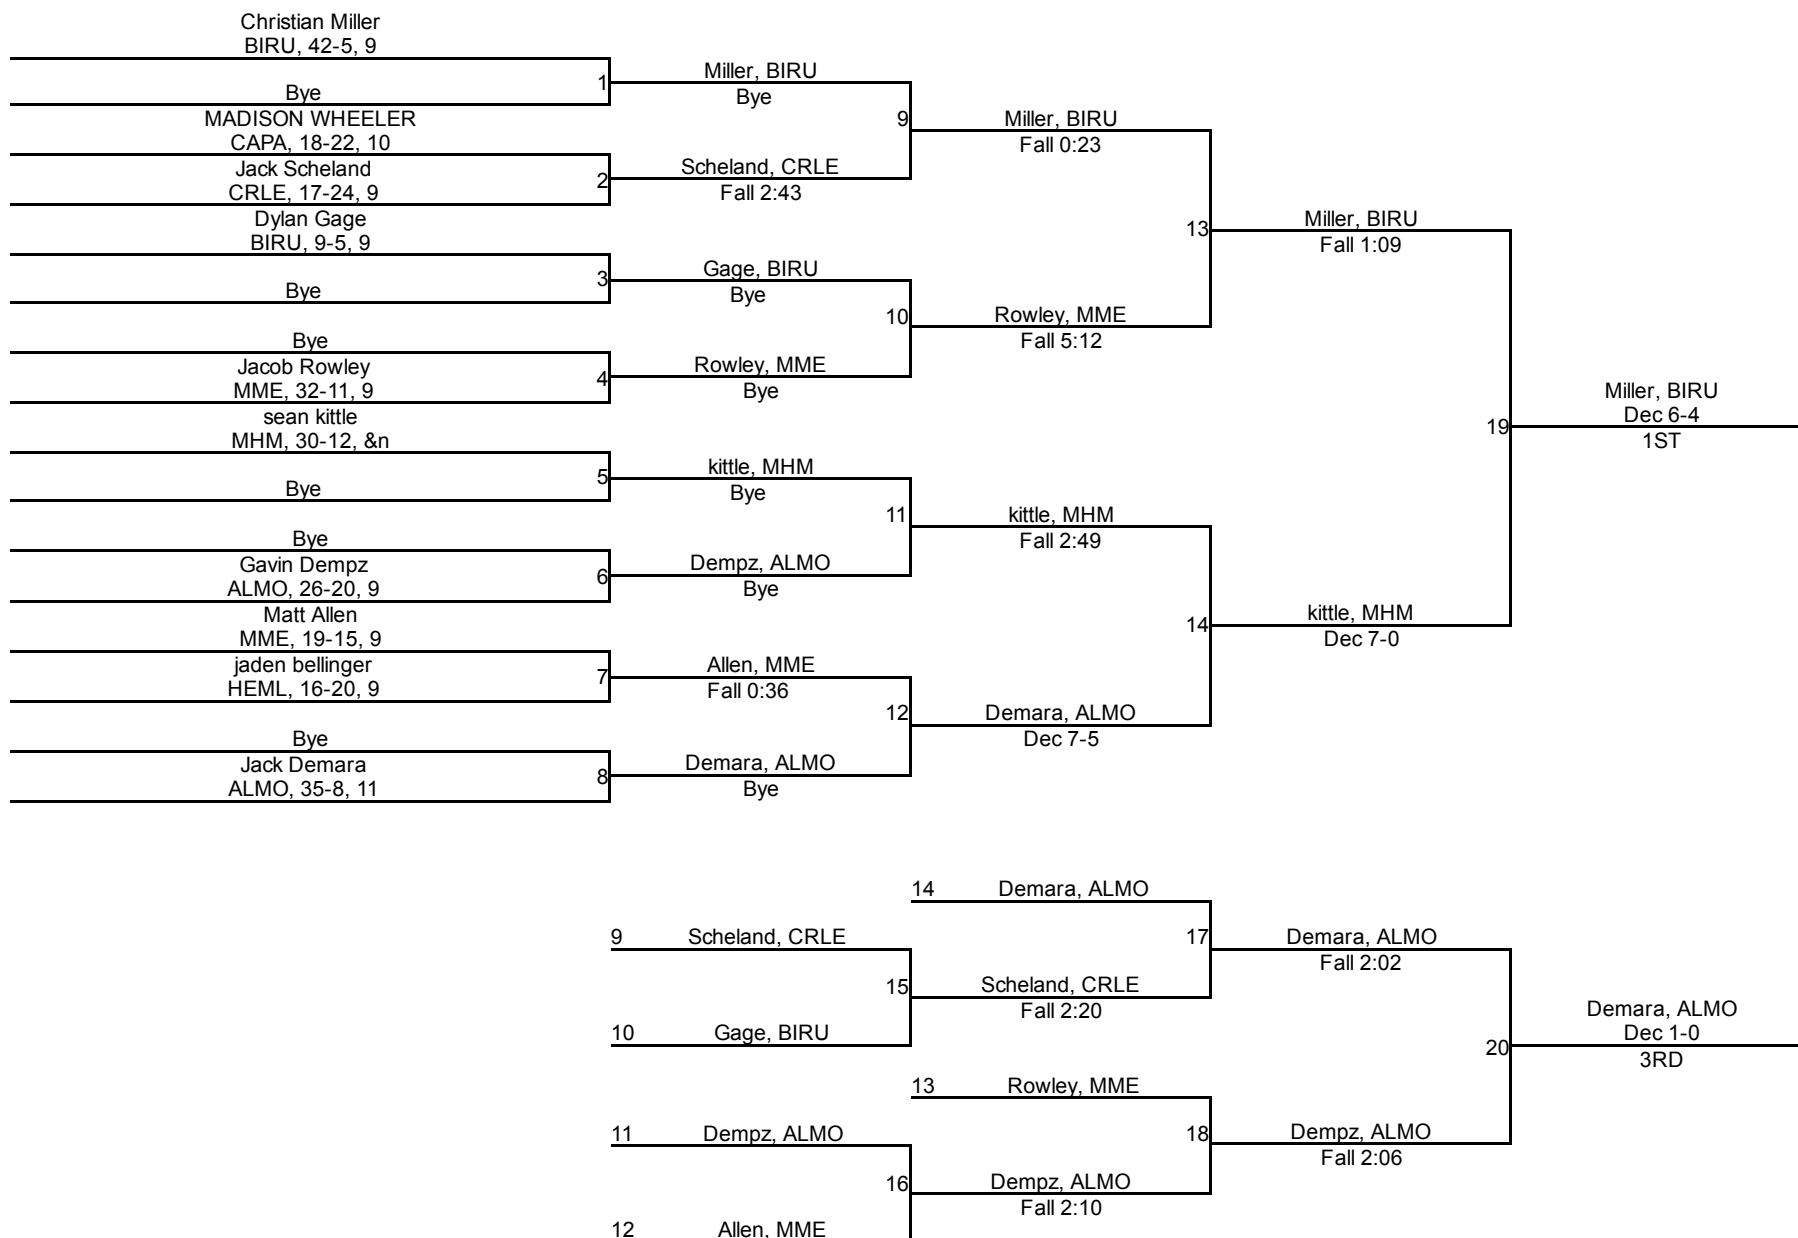 Christian Miller
BIRU, 42-5, 9
Bye
1
Miller, BIRU
Bye
MADISON WHEELER
CAPA, 18-22, 10
Jack Scheland
CRLE, 17-24, 9
2
Scheland, CRLE
Fall 2:43
9
Miller, BIRU
Fall 0:23
Dylan Gage
BIRU, 9-5, 9
Bye
3
Gage, BIRU
Bye
Bye
Jacob Rowley
MME, 32-11, 9
4
Rowley, MME
Bye
10
Rowley, MME
Fall 5:12
13
Miller, BIRU
Fall 1:09
sean kittle
MHM, 30-12, &n
Bye
5
kittle, MHM
Bye
Bye
Gavin Dempz
ALMO, 26-20, 9
6
Dempz, ALMO
Bye
11
kittle, MHM
Fall 2:49
Matt Allen
MME, 19-15, 9
jaden bellinger
HEML, 16-20, 9
7
Allen, MME
Fall 0:36
Bye
Jack Demara
ALMO, 35-8, 11
8
Demara, ALMO
Bye
12
Demara, ALMO
Dec 7-5
14
kittle, MHM
Dec 7-0
19
Miller, BIRU
Dec 6-4
1ST
14 Demara, ALMO
9 Scheland, CRLE
10 Gage, BIRU
15
Scheland, CRLE
Fall 2:20
17
Demara, ALMO
Fall 2:02
13 Rowley, MME
11 Dempz, ALMO
12 Allen, MME
16
Dempz, ALMO
Fall 2:10
18
Dempz, ALMO
Fall 2:06
20
Demara, ALMO
Dec 1-0
3RD